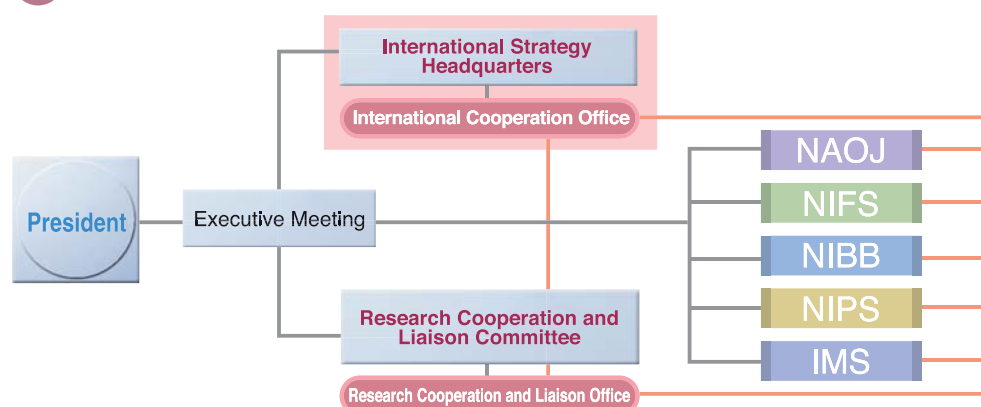 International Strategy
Headquarters
International Cooperation Office
President
Executive Meeting
NAOJ
NIFS
NIBB
NIPS
IMS
Research Cooperation and
Liaison Committee
Research Cooperation and Liaison Office